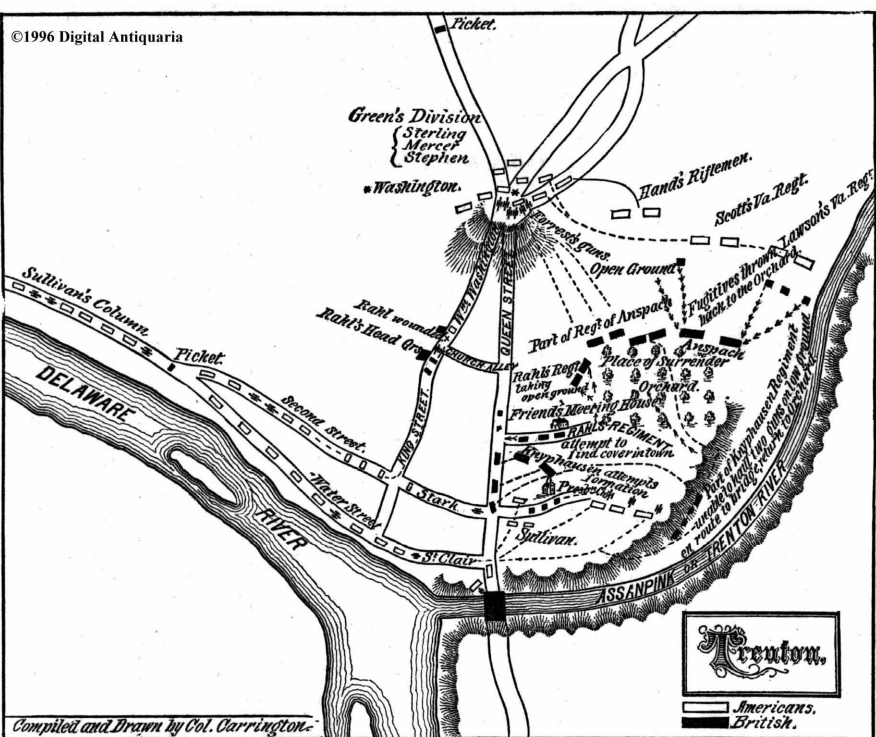 ©1996 Digital Antiquaria
Picket.
Green's Division
Sterling
Mercer
Stephen
Washington.
Hand's Riflemen.
Scott's Va. Regt.
Lawson's Va. Regt.
Forrest's guns.
Open Ground
Fugitives thrown
back to the Orchard.
Wm. Washington
QUEEN STREET.
Sullivan's Column
Picket.
Rahl wounded
Rahl's Head Qrs
CHURCH ALLEY
Part of Regt of Anspach
Anspach
Place of Surrender
Orchard.
Rahl's Regt
taking
open ground
Friends Meeting House
RAHLS-REGIMENT
attempt to
find cover in town
DELAWARE
RIVER
Second Street.
KING STREET.
Water Street
Stark.
St Clair
Knyphausen attempts
formation
Sullivan.
Part of Knyphausen Regiment
unable to head two guns on low ground
en route to bridge, return to Orchard
ASSANPINK OR TRENTON RIVER
Trenton.
Americans.
British.
Compiled and Drawn by Col. Carrington.